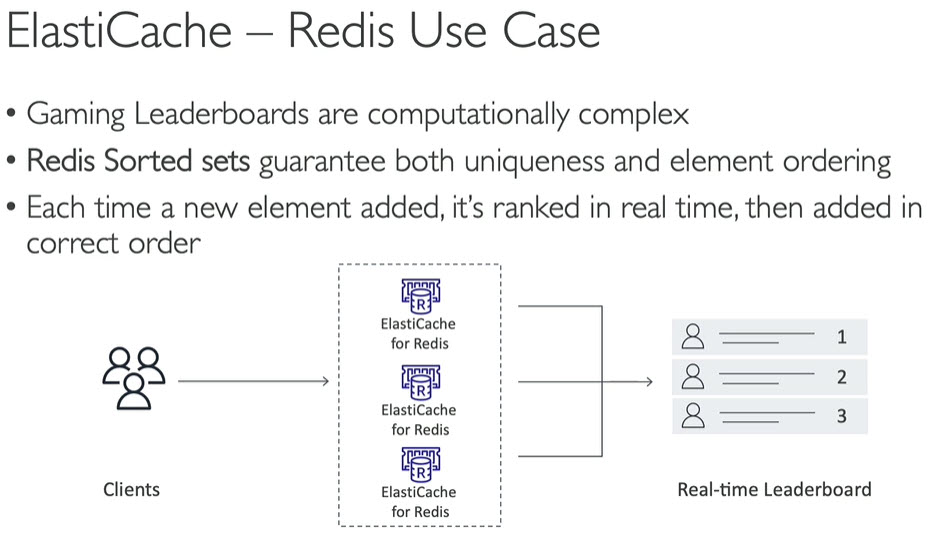 ElastiCache – Redis Use Case
• Gaming Leaderboards are computationally complex
• Redis Sorted sets guarantee both uniqueness and element ordering
• Each time a new element added, it's ranked in real time, then added in
correct order
R
ElastiCache
for Redis
R
ElastiCache
for Redis
R
ElastiCache
for Redis
Clients
1
2
3
Real-time Leaderboard